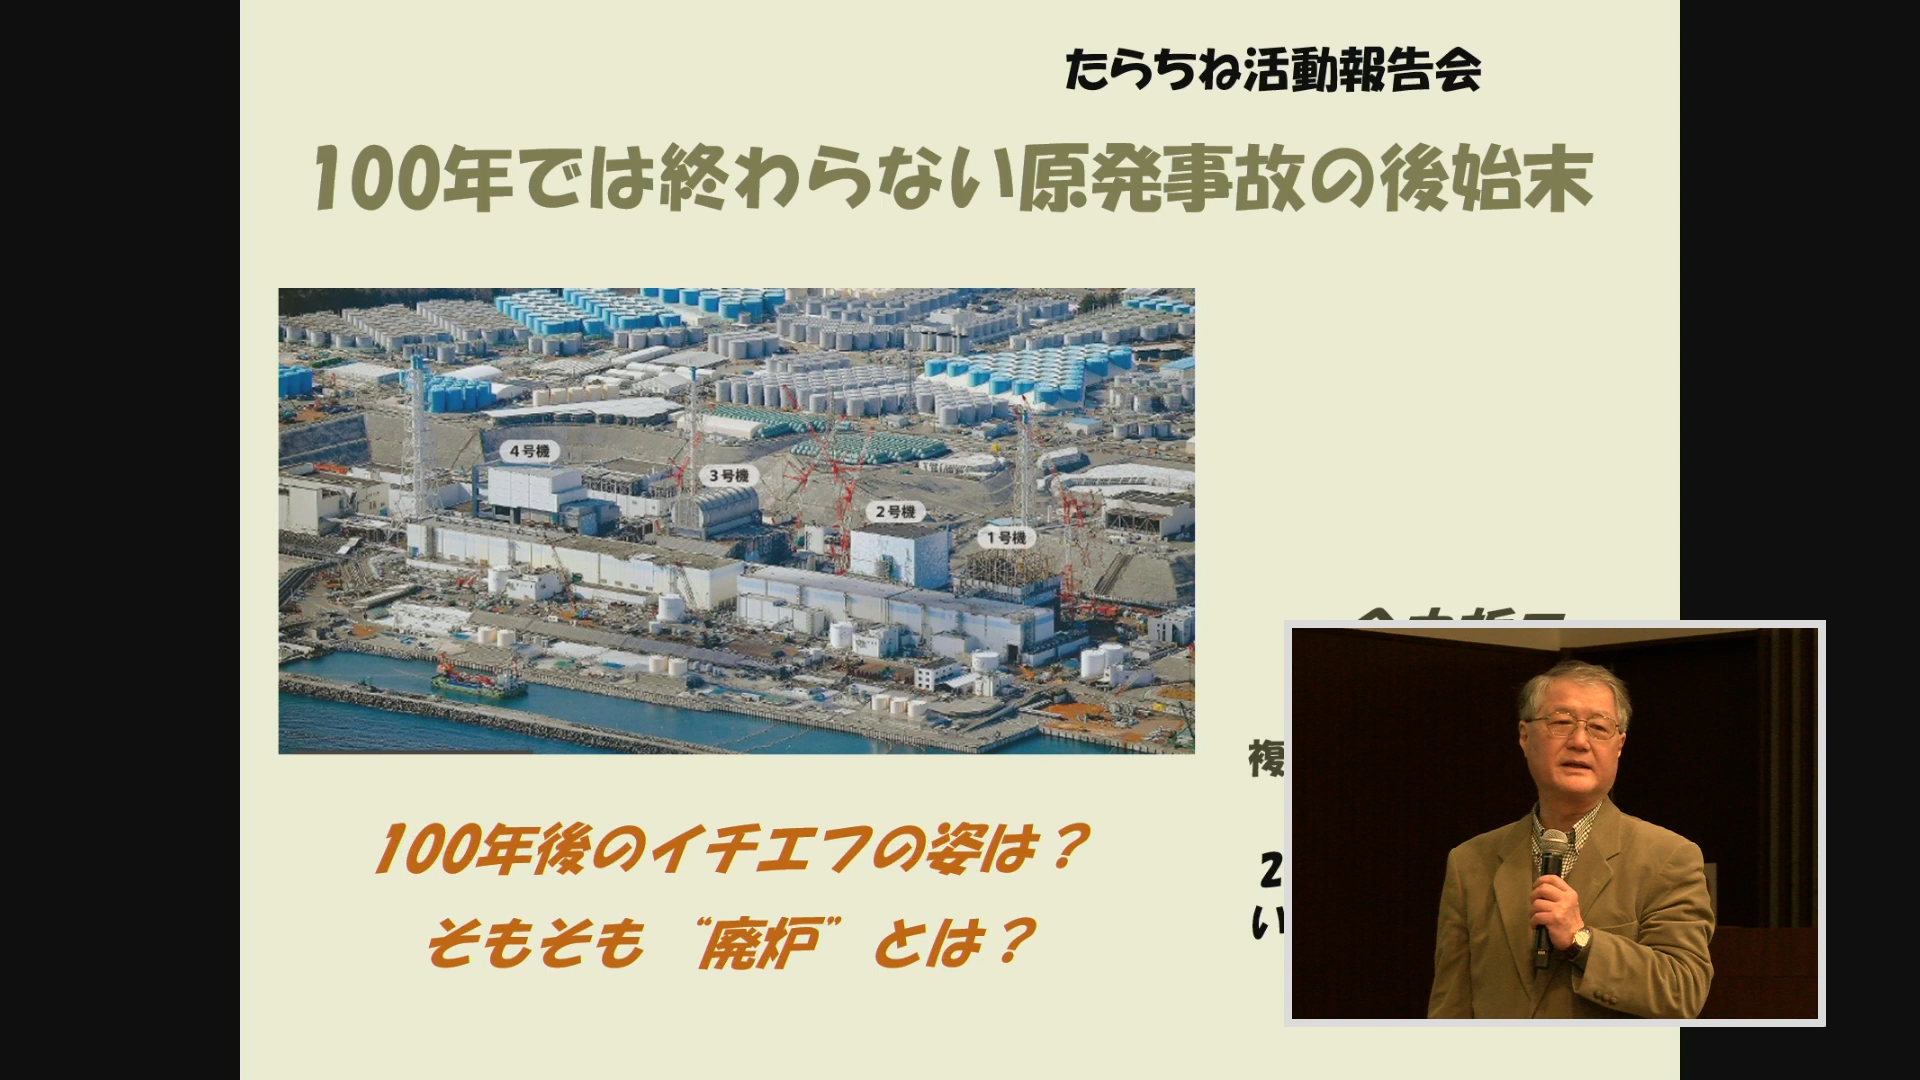 たらちね活動報告会
100年では終わらない原発事故の後始末
4号機
3号機
2号機
1号機
複
100年後のイチエフの姿は？
2
そもそも “廃炉” とは？
い